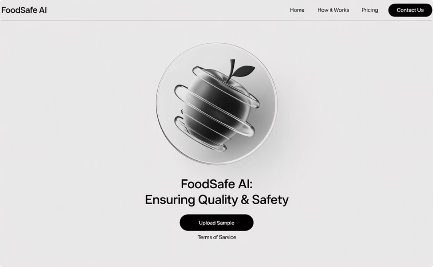 FoodSafe AI
Home How it Works Pricing Contact Us
FoodSafe AI:
Ensuring Quality & Safety
Upload Sample
Terms of Service